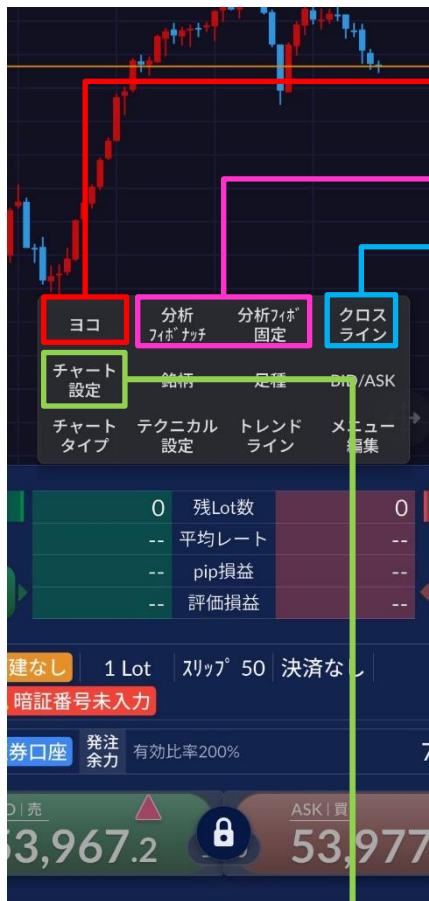 ヨコ
分析
ﾌｨﾎﾞﾅｯﾁ
分析ﾌｨﾎﾞ
固定
クロス
ライン
チャート
設定
銘柄
足種
BID/ASK
チャート
タイプ
テクニカル
設定
トレンド
ライン
メニュー
編集
0 残Lot数 0
-- 平均レート --
-- pip損益 --
-- 評価損益 --
建なし 1 Lot ｽﾘｯﾌﾟ 50 決済なし
暗証番号未入力
券口座 発注余力 有効比率200% 7
D | 売 ASK | 買
53,967.2 53,977